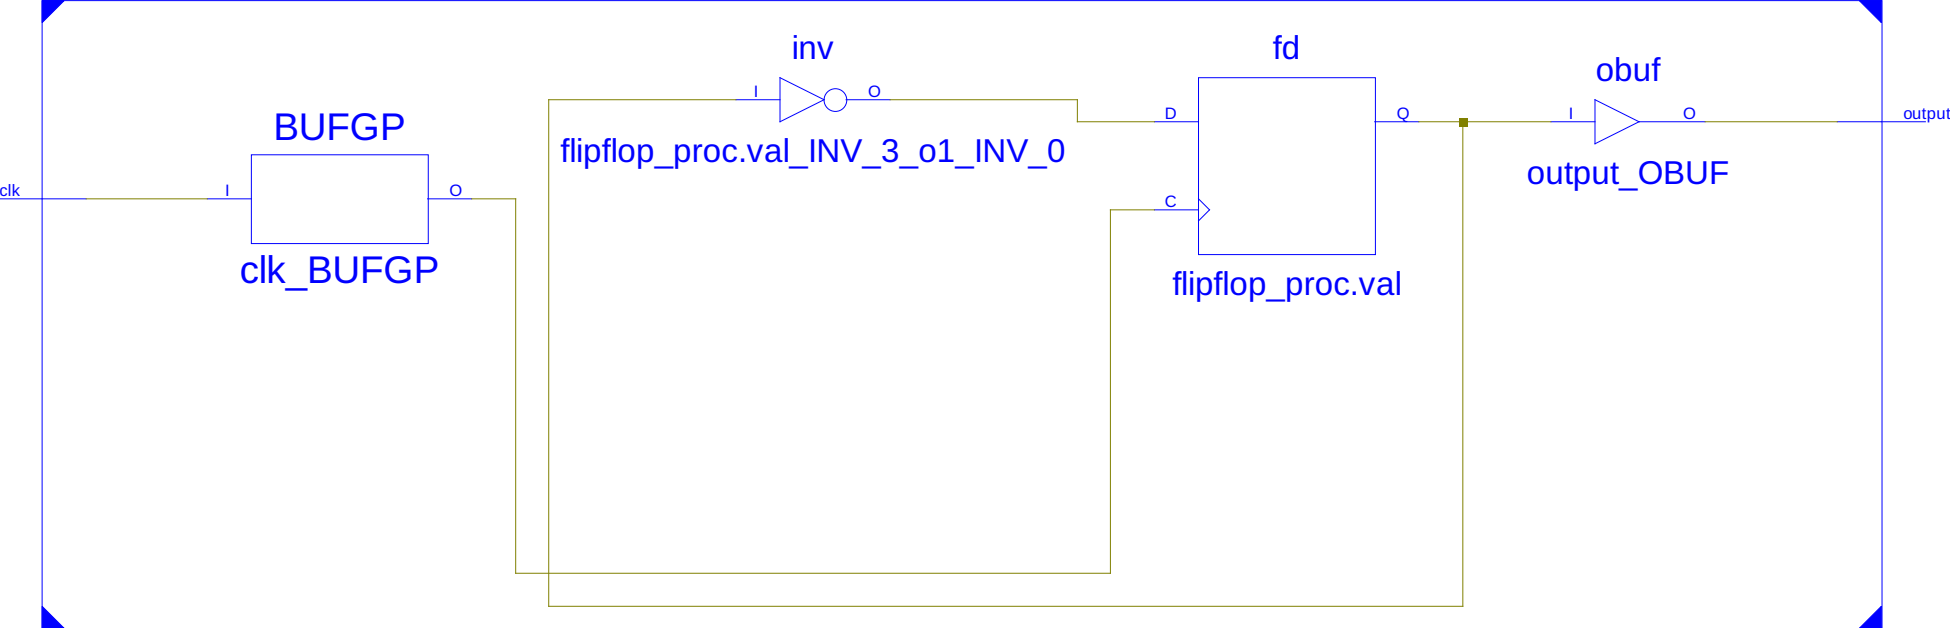 inv
fd
obuf
I
O
BUFGP
D
Q
I
O
output
flipflop_proc.val_INV_3_o1_INV_0
output_OBUF
clk
I
O
C
clk_BUFGP
flipflop_proc.val